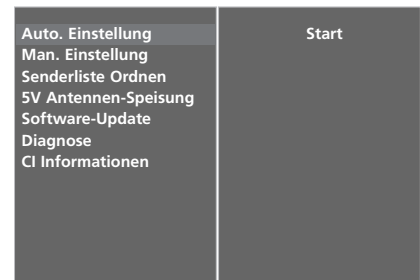 Auto. Einstellung
Start
Man. Einstellung
Senderliste Ordnen
5V Antennen-Speisung
Software-Update
Diagnose
CI Informationen